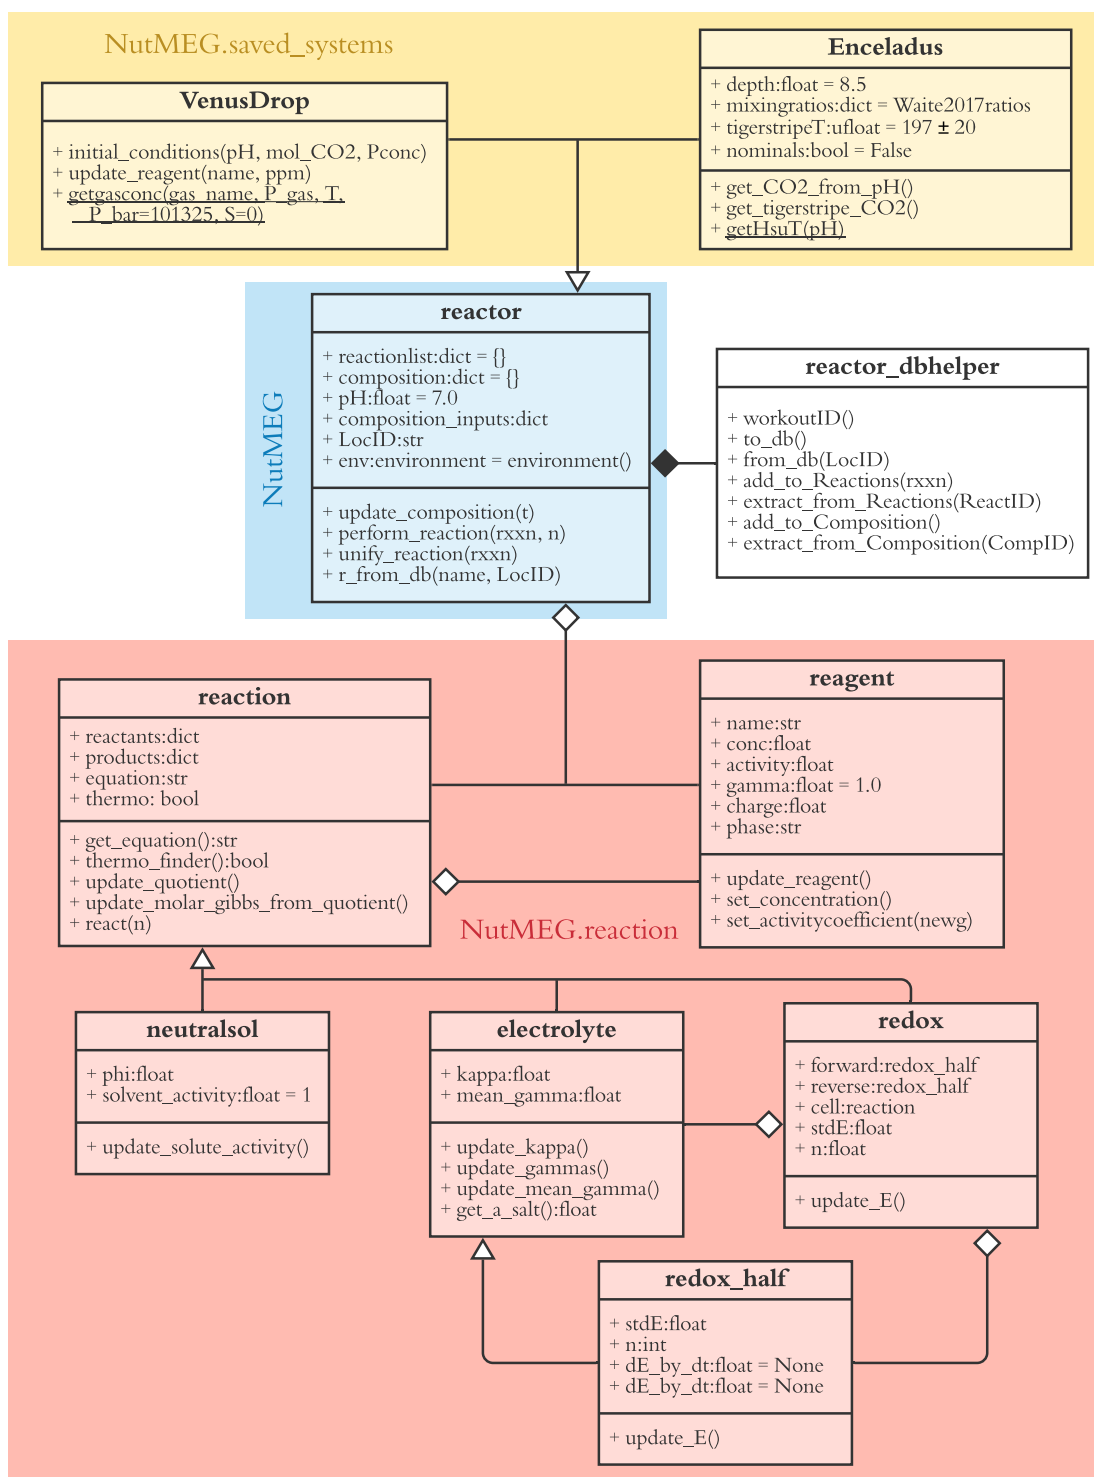 NutMEG.saved_systems
VenusDrop
+ initial_conditions(pH, mol_CO2, Pconc)
+ update_reagent(name, ppm)
+ getgasconc(gas_name, P_gas, T,
P_bar=101325, S=0)
Enceladus
+ depth:float = 8.5
+ mixingratios:dict = Waite2017ratios
+ tigerstripeT:ufloat = 197 ± 20
+ nominals:bool = False
+ get_CO2_from_pH()
+ get_tigerstripe_CO2()
+ getHsuT(pH)
NutMEG
reactor
+ reactionlist:dict = {}
+ composition:dict = {}
+ pH:float = 7.0
+ composition_inputs:dict
+ LocID:str
+ env:environment = environment()
+ update_composition(t)
+ perform_reaction(rxxn, n)
+ unify_reaction(rxxn)
+ r_from_db(name, LocID)
reactor_dbhelper
+ workoutID()
+ to_db()
+ from_db(LocID)
+ add_to_Reactions(rxxn)
+ extract_from_Reactions(ReactID)
+ add_to_Composition()
+ extract_from_Composition(CompID)
reaction
+ reactants:dict
+ products:dict
+ equation:str
+ thermo: bool
+ get_equation():str
+ thermo_finder():bool
+ update_quotient()
+ update_molar_gibbs_from_quotient()
+ react(n)
reagent
+ name:str
+ conc:float
+ activity:float
+ gamma:float = 1.0
+ charge:float
+ phase:str
+ update_reagent()
+ set_concentration()
+ set_activitycoefficient(newg)
NutMEG.reaction
neutralsol
+ phi:float
+ solvent_activity:float = 1
+ update_solute_activity()
electrolyte
+ kappa:float
+ mean_gamma:float
+ update_kappa()
+ update_gammas()
+ update_mean_gamma()
+ get_a_salt():float
redox
+ forward:redox_half
+ reverse:redox_half
+ cell:reaction
+ stdE:float
+ n:float
+ update_E()
redox_half
+ stdE:float
+ n:int
+ dE_by_dt:float = None
+ dE_by_dt:float = None
+ update_E()